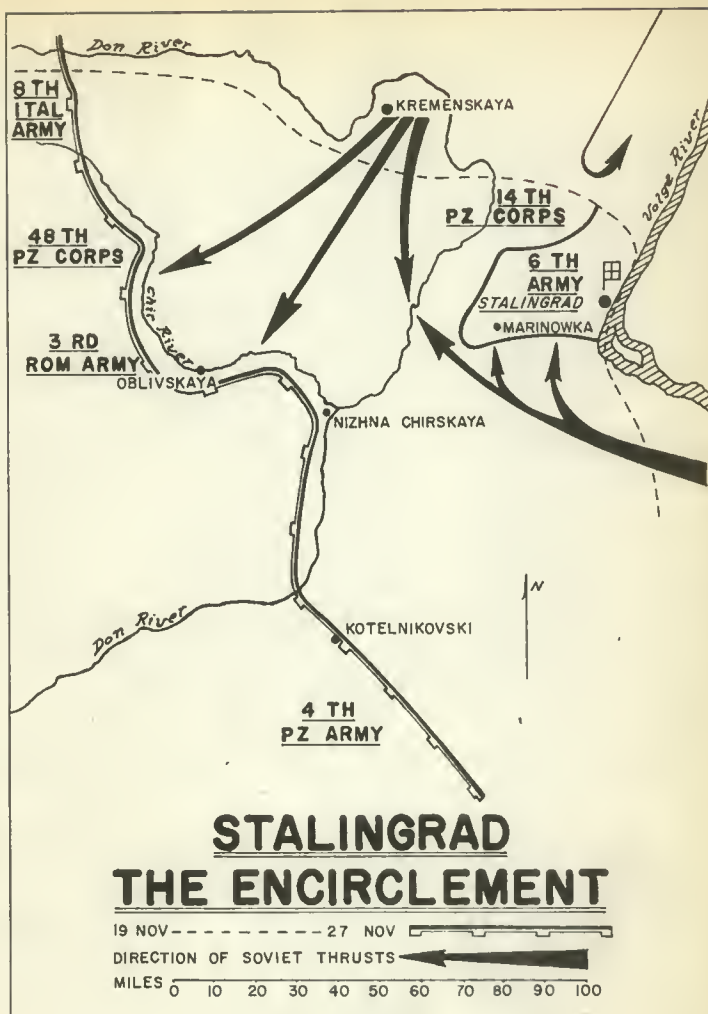 Don River
8 TH
ITAL
ARMY
KREMENSKAYA
Volga River
14 TH
PZ CORPS
48 TH
PZ CORPS
6 TH
ARMY
STALINGRAD
MARINOWKA
Chir River
3 RD
ROM ARMY
OBLIVSKAYA
NIZHNA CHIRSKAYA
N
Don River
KOTELNIKOVSKI
4 TH
PZ ARMY
STALINGRAD
THE ENCIRCLEMENT
19 NOV 27 NOV
DIRECTION OF SOVIET THRUSTS
MILES 0 10 20 30 40 50 60 70 75 80 90 100